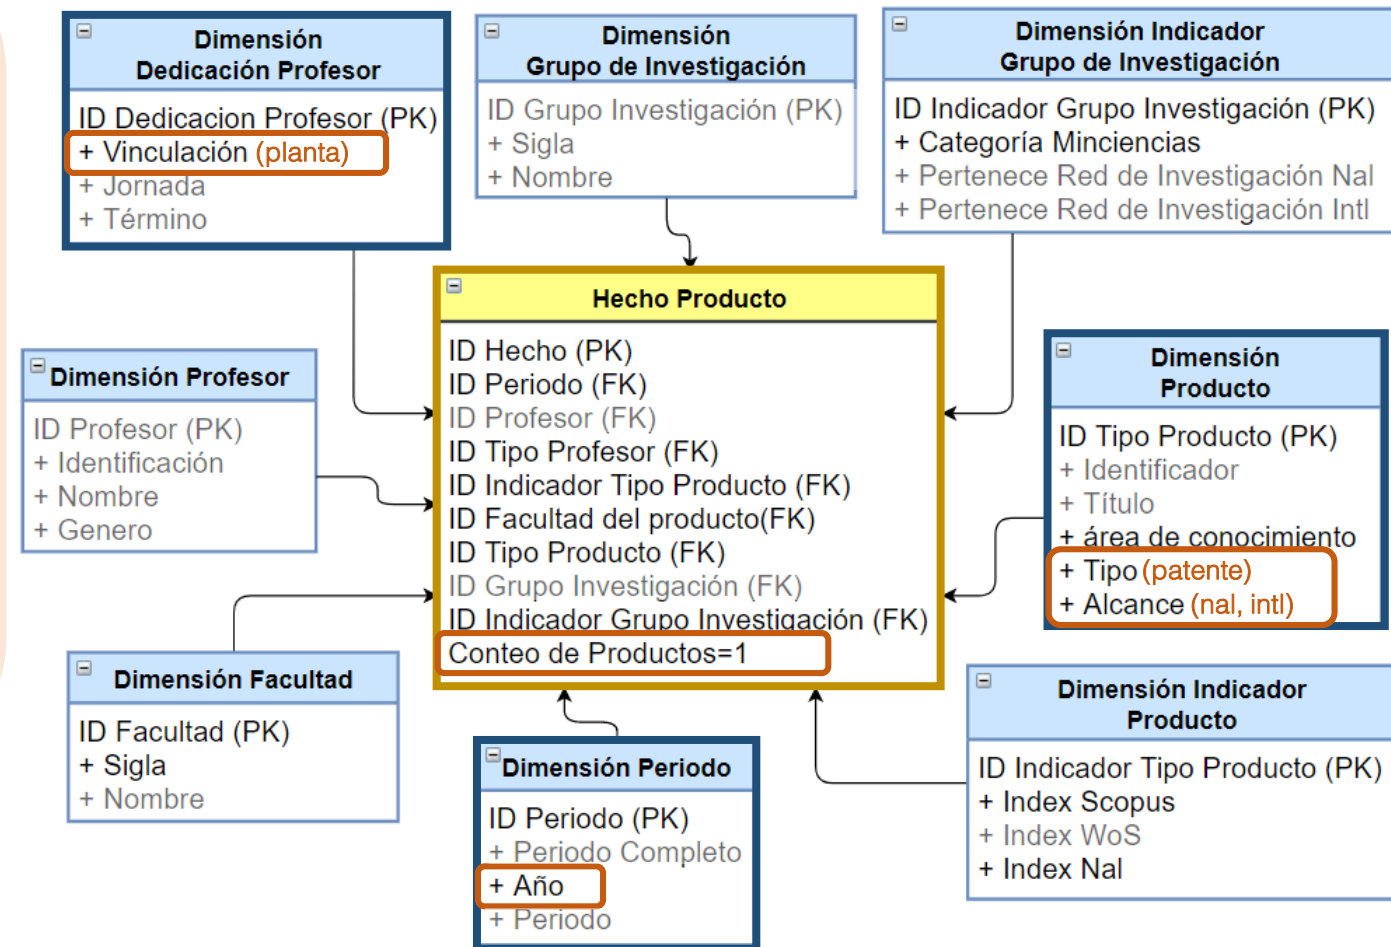 Dimensión
Dedicación Profesor
ID Dedicacion Profesor (PK)
+ Vinculación (planta)
+ Jornada
+ Término
Dimensión
Grupo de Investigación
ID Grupo Investigación (PK)
+ Sigla
+ Nombre
Dimensión Indicador
Grupo de Investigación
ID Indicador Grupo Investigación (PK)
+ Categoría Minciencias
+ Pertenece Red de Investigación Nal
+ Pertenece Red de Investigación Intl
Hecho Producto
ID Hecho (PK)
ID Periodo (FK)
ID Profesor (FK)
ID Tipo Profesor (FK)
ID Indicador Tipo Producto (FK)
ID Facultad del producto(FK)
ID Tipo Producto (FK)
ID Grupo Investigación (FK)
ID Indicador Grupo Investigación (FK)
Conteo de Productos=1
Dimensión Profesor
ID Profesor (PK)
+ Identificación
+ Nombre
+ Genero
Dimensión
Producto
ID Tipo Producto (PK)
+ Identificador
+ Título
+ área de conocimiento
+ Tipo (patente)
+ Alcance (nal, intl)
Dimensión Facultad
ID Facultad (PK)
+ Sigla
+ Nombre
Dimensión Periodo
ID Periodo (PK)
+ Periodo Completo
+ Año
+ Periodo
Dimensión Indicador
Producto
ID Indicador Tipo Producto (PK)
+ Index Scopus
+ Index WoS
+ Index Nal